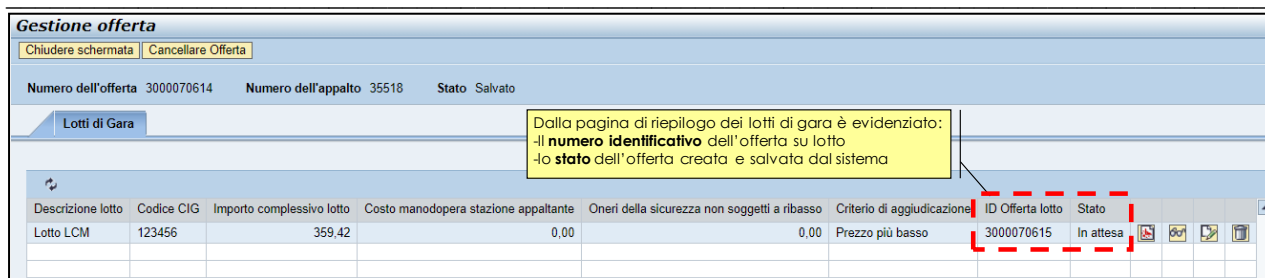 Gestione offerta
Chiudere schermata Cancellare Offerta
Numero dell'offerta 3000070614 Numero dell'appalto 35518 Stato Salvato
Lotti di Gara
Dalla pagina di riepilogo dei lotti di gara è evidenziato:
-Il numero identificativo dell'offerta su lotto
-lo stato dell'offerta creata e salvata dal sistema
Descrizione lotto Codice CIG Importo complessivo lotto Costo manodopera stazione appaltante Oneri della sicurezza non soggetti a ribasso Criterio di aggiudicazione ID Offerta lotto Stato
Lotto LCM 123456 359,42 0,00 0,00 Prezzo più basso 3000070615 In attesa